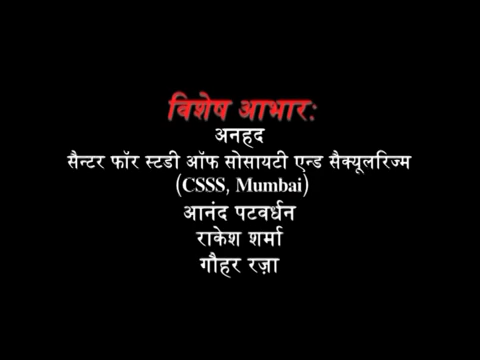 विशेष आभार:
अनहद
सैन्टर फॉर स्टडी ऑफ सोसायटी एन्ड सैक्यूलरिज्म
(CSSS, Mumbai)
आनंद पटवर्धन
राकेश शर्मा
गौहर रज़ा